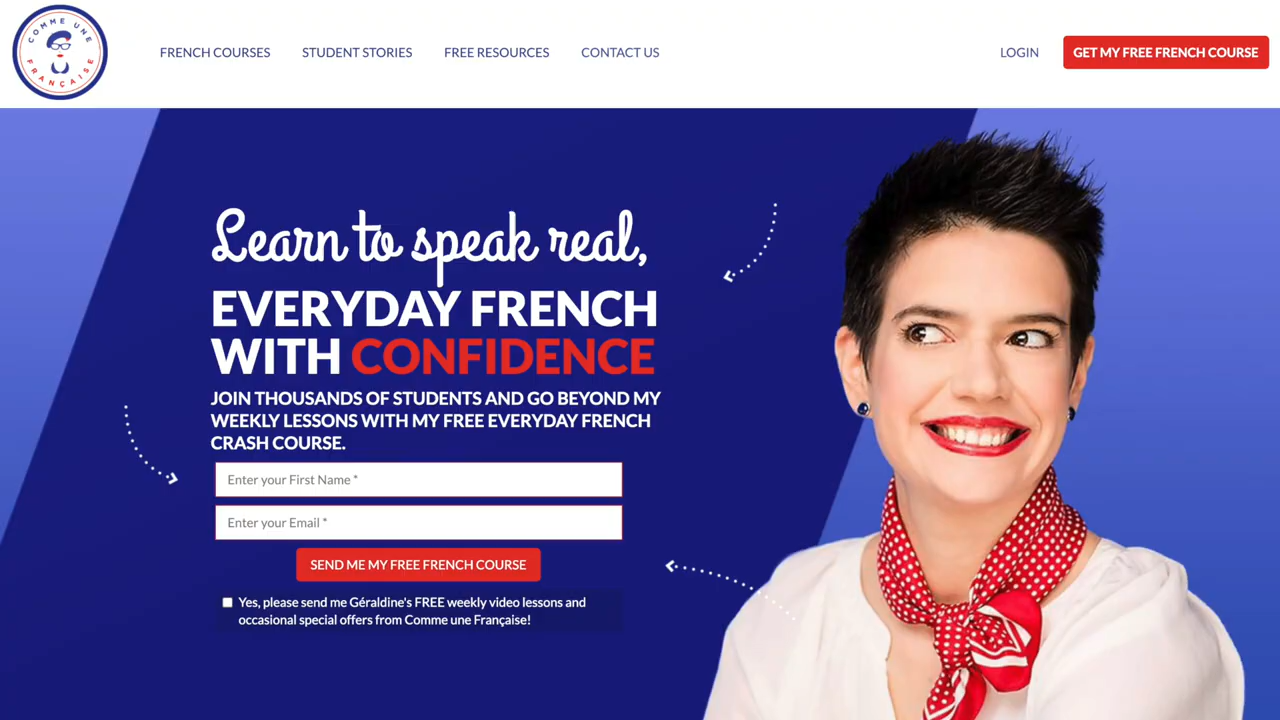 COMME UNE
FRANÇAISE
FRENCH COURSES
STUDENT STORIES
FREE RESOURCES
CONTACT US
LOGIN
GET MY FREE FRENCH COURSE
Learn to speak real,
EVERYDAY FRENCH
WITH CONFIDENCE
JOIN THOUSANDS OF STUDENTS AND GO BEYOND MY
WEEKLY LESSONS WITH MY FREE EVERYDAY FRENCH
CRASH COURSE.
Enter your First Name *
Enter your Email *
SEND ME MY FREE FRENCH COURSE
Yes, please send me Géraldine's FREE weekly video lessons and
occasional special offers from Comme une Française!